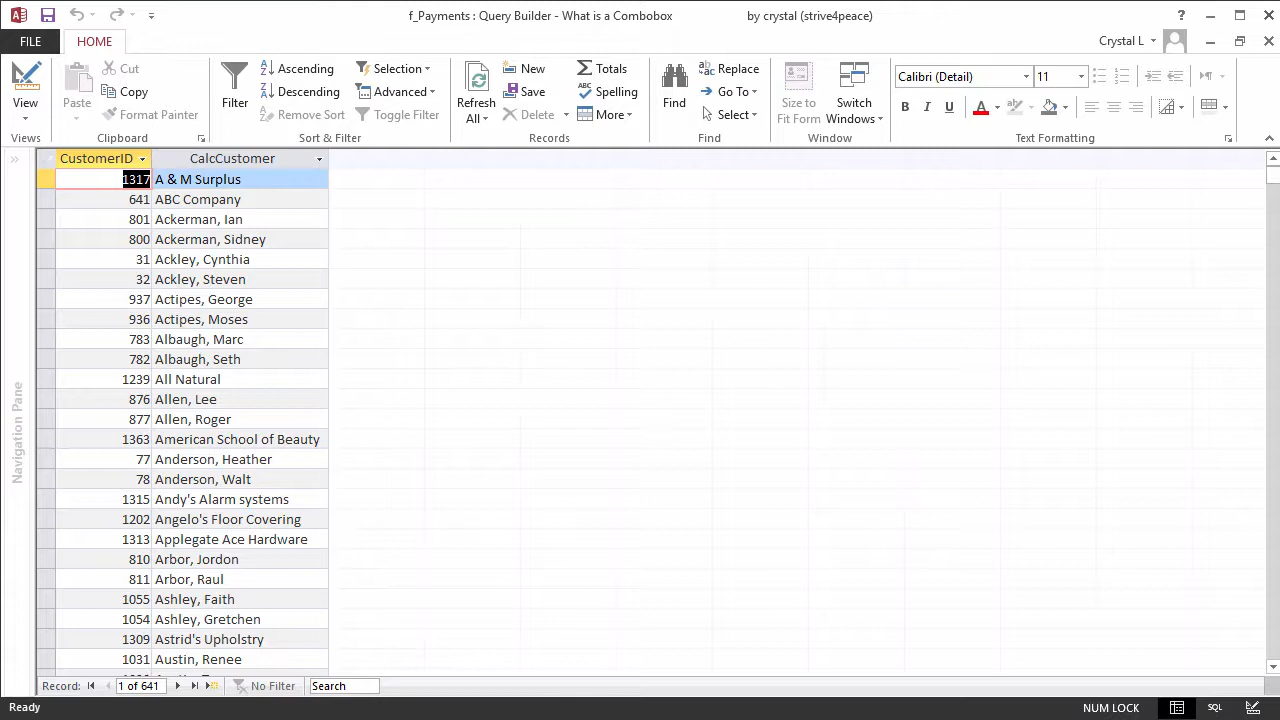 f_Payments : Query Builder - What is a Combobox by crystal (strive4peace)
FILE HOME Crystal L
View
Views
Paste
Cut
Copy
Format Painter
Clipboard
Filter
Ascending
Descending
Remove Sort
Selection
Advanced
Toggle Filter
Sort & Filter
Refresh
All
New
Save
Delete
Totals
Spelling
More
Records
Find
Replace
Go To
Select
Find
Size to
Fit Form
Switch
Windows
Window
Calibri (Detail) 11
B I U A
Text Formatting
Navigation Pane
CustomerID CalcCustomer
1317 A & M Surplus
641 ABC Company
801 Ackerman, Ian
800 Ackerman, Sidney
31 Ackley, Cynthia
32 Ackley, Steven
937 Actipes, George
936 Actipes, Moses
783 Albaugh, Marc
782 Albaugh, Seth
1239 All Natural
876 Allen, Lee
877 Allen, Roger
1363 American School of Beauty
77 Anderson, Heather
78 Anderson, Walt
1315 Andy's Alarm systems
1202 Angelo's Floor Covering
1313 Applegate Ace Hardware
810 Arbor, Jordon
811 Arbor, Raul
1055 Ashley, Faith
1054 Ashley, Gretchen
1309 Astrid's Upholstry
1031 Austin, Renee
Record: 1 of 641 No Filter Search
Ready NUM LOCK SQL